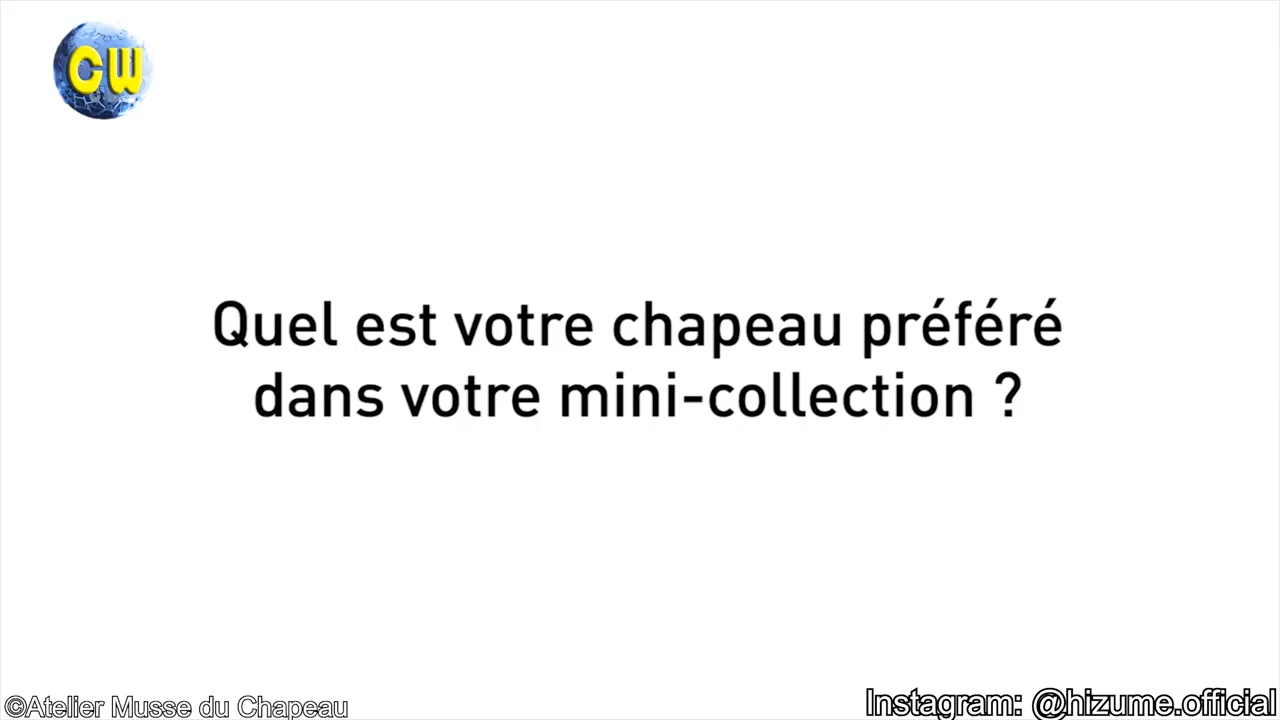 CW
Quel est votre chapeau préféré
dans votre mini-collection ?
©Atelier Musse du Chapeau
Instagram: @hizume.official